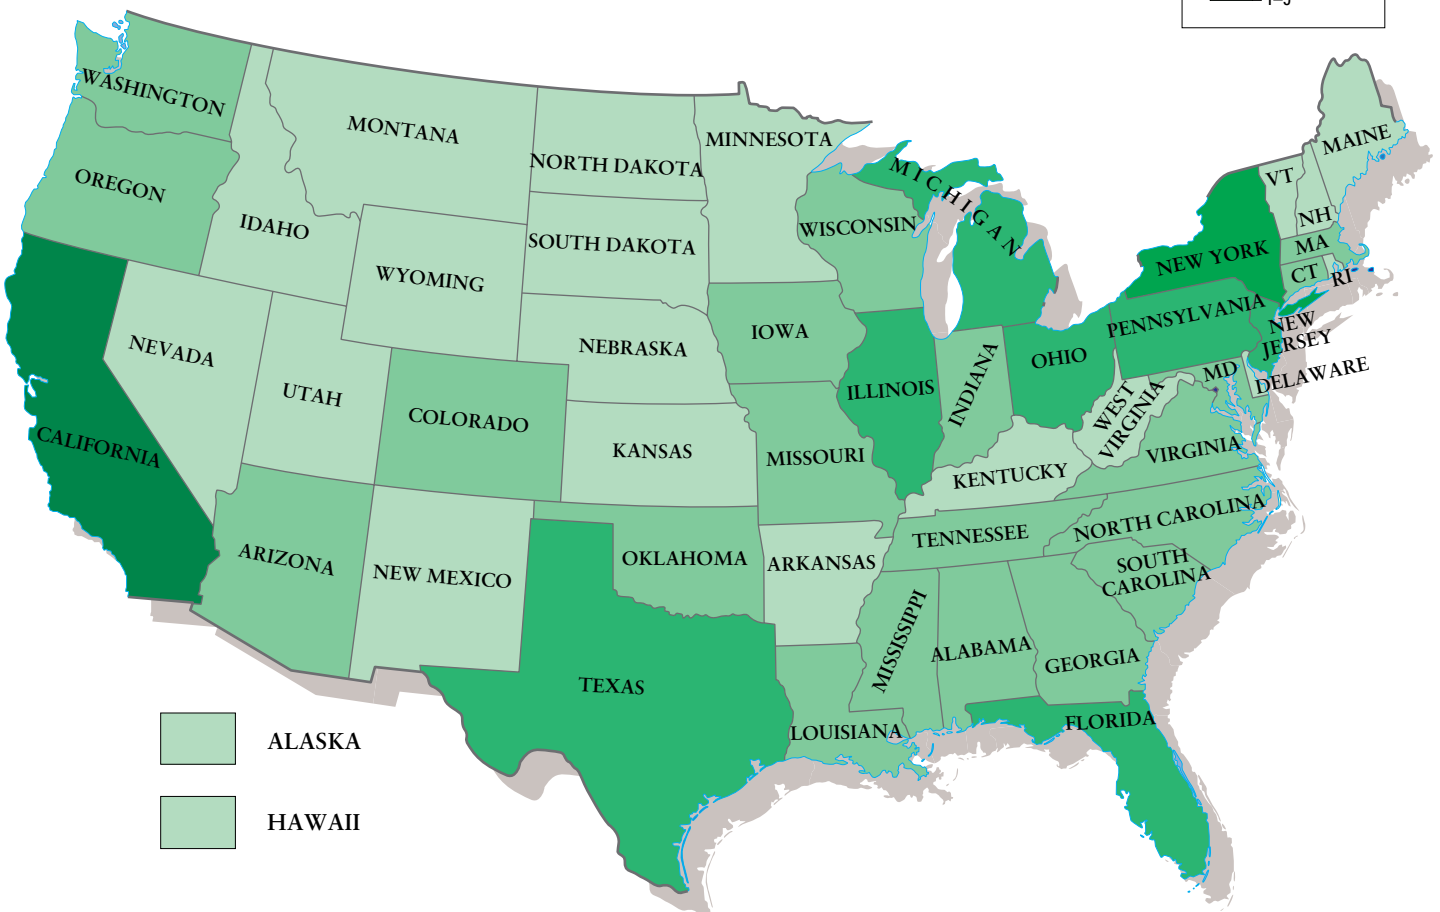 WASHINGTON
OREGON
CALIFORNIA
IDAHO
NEVADA
MONTANA
WYOMING
UTAH
COLORADO
ARIZONA
NEW MEXICO
NORTH DAKOTA
SOUTH DAKOTA
NEBRASKA
KANSAS
OKLAHOMA
TEXAS
MINNESOTA
IOWA
MISSOURI
ARKANSAS
LOUISIANA
WISCONSIN
ILLINOIS
MICHIGAN
INDIANA
OHIO
KENTUCKY
TENNESSEE
MISSISSIPPI
ALABAMA
GEORGIA
FLORIDA
SOUTH
CAROLINA
NORTH CAROLINA
VIRGINIA
WEST
VIRGINIA
MD
DELAWARE
PENNSYLVANIA
NEW
JERSEY
NEW YORK
CT
RI
MA
VT
NH
MAINE
ALASKA
HAWAII